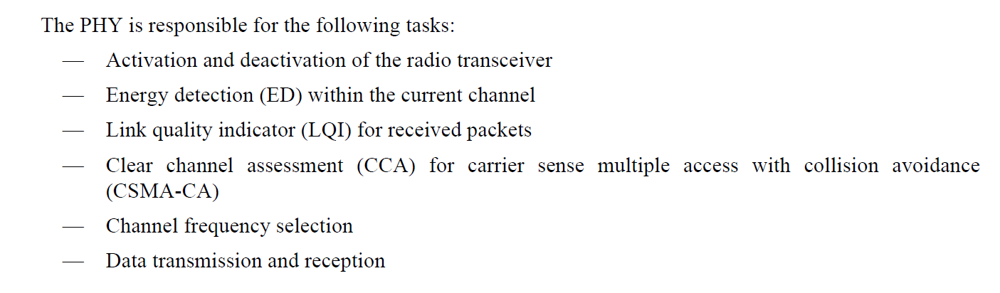 The PHY is responsible for the following tasks:
— Activation and deactivation of the radio transceiver
— Energy detection (ED) within the current channel
— Link quality indicator (LQI) for received packets
— Clear channel assessment (CCA) for carrier sense multiple access with collision avoidance
(CSMA-CA)
— Channel frequency selection
— Data transmission and reception